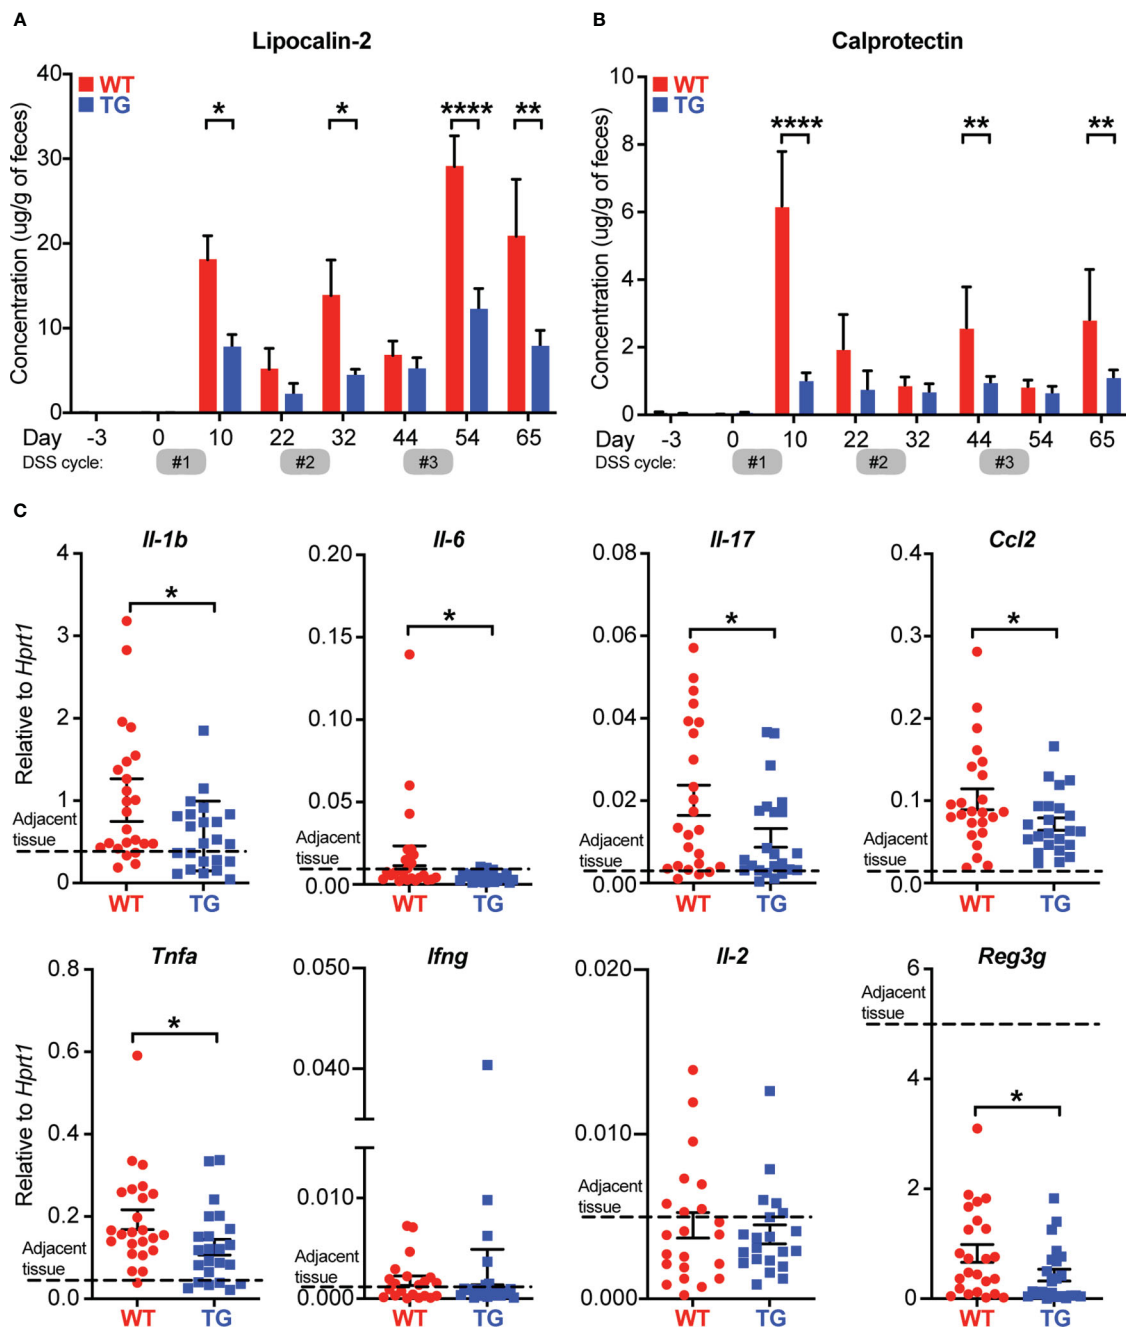 A
Lipocalin-2
WT
TG
Concentration (ug/g of feces)
40
30
20
10
0
* * **** **
Day -3 0 10 22 32 44 54 65
DSS cycle: #1 #2 #3
B
Calprotectin
WT
TG
Concentration (ug/g of feces)
10
8
6
4
2
0
**** ** **
Day -3 0 10 22 32 44 54 65
DSS cycle: #1 #2 #3
C
Il-1b
Relative to Hprt1
4
3
2
1
0
*
Adjacent
tissue
WT TG
Il-6
0.20
0.15
0.10
0.05
0.00
*
Adjacent
tissue
WT TG
Il-17
0.08
0.06
0.04
0.02
0.00
*
Adjacent
tissue
WT TG
Ccl2
0.4
0.3
0.2
0.1
0.0
*
Adjacent
tissue
WT TG
Tnfa
Relative to Hprt1
0.8
0.6
0.4
0.2
0.0
*
Adjacent
tissue
WT TG
Ifng
0.050
0.040
0.010
0.000
Adjacent
tissue
WT TG
Il-2
0.020
0.010
0.000
Adjacent
tissue
WT TG
Reg3g
6
4
2
0
Adjacent
tissue
*
WT TG